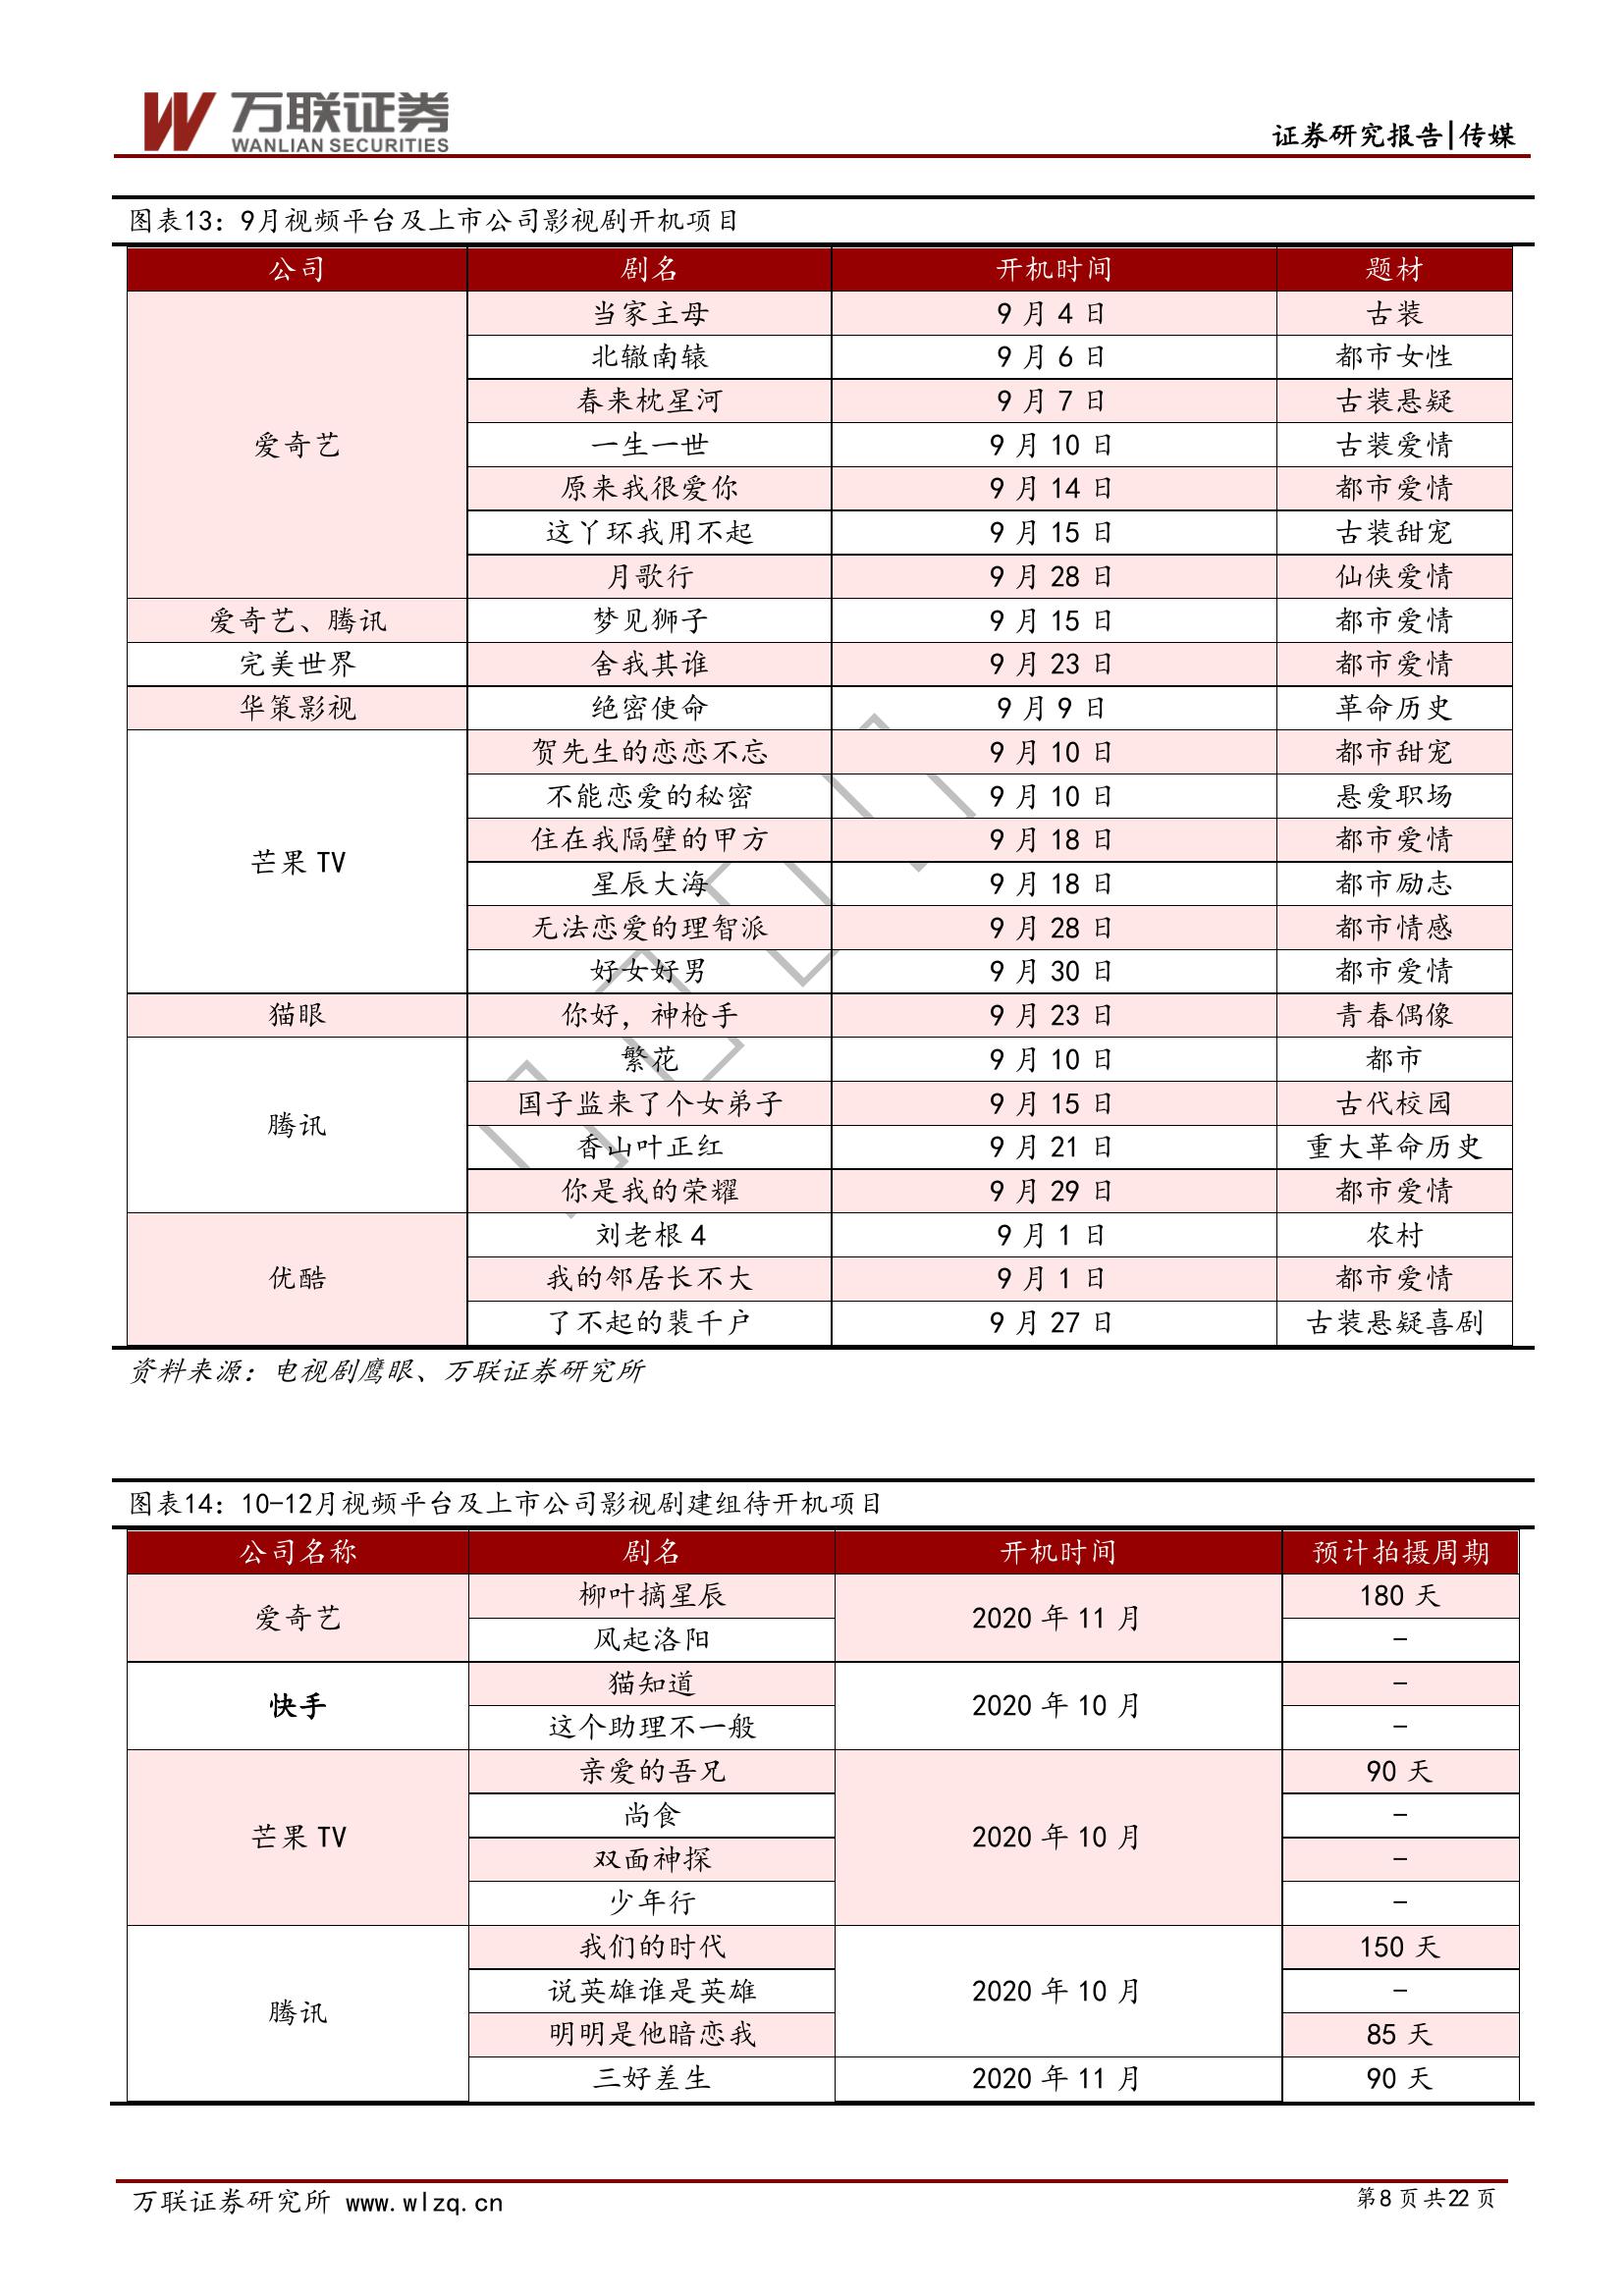 万联证券
WANLIAN SECURITIES
证券研究报告|传媒
图表13：9月视频平台及上市公司影视剧开机项目
公司 剧名 开机时间 题材
爱奇艺 当家主母 9月4日 古装
北辙南辕 9月6日 都市女性
春来枕星河 9月7日 古装悬疑
一生一世 9月10日 古装爱情
原来我很爱你 9月14日 都市爱情
这丫环我用不起 9月15日 古装甜宠
月歌行 9月28日 仙侠爱情
爱奇艺、腾讯 梦见狮子 9月15日 都市爱情
完美世界 舍我其谁 9月23日 都市爱情
华策影视 绝密使命 9月9日 革命历史
芒果TV 贺先生的恋恋不忘 9月10日 都市甜宠
不能恋爱的秘密 9月10日 悬爱职场
住在我隔壁的甲方 9月18日 都市爱情
星辰大海 9月18日 都市励志
无法恋爱的理智派 9月28日 都市情感
好女好男 9月30日 都市爱情
猫眼 你好，神枪手 9月23日 青春偶像
腾讯 繁花 9月10日 都市
国子监来了个女弟子 9月15日 古代校园
香山叶正红 9月21日 重大革命历史
你是我的荣耀 9月29日 都市爱情
优酷 刘老根4 9月1日 农村
我的邻居长不大 9月1日 都市爱情
了不起的裴千户 9月27日 古装悬疑喜剧
资料来源：电视剧鹰眼、万联证券研究所
图表14：10-12月视频平台及上市公司影视剧建组待开机项目
公司名称 剧名 开机时间 预计拍摄周期
爱奇艺 柳叶摘星辰 2020年11月 180天
风起洛阳 -
快手 猫知道 2020年10月 -
这个助理不一般 -
芒果TV 亲爱的吾兄 2020年10月 90天
尚食 -
双面神探 -
少年行 -
腾讯 我们的时代 2020年10月 150天
说英雄谁是英雄 -
明明是他暗恋我 85天
三好差生 2020年11月 90天
万联证券研究所 www.wlzq.cn
第8页共22页